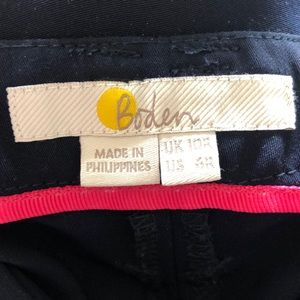 Boden
MADE IN
PHILIPPINES
UK 10R
US 6R